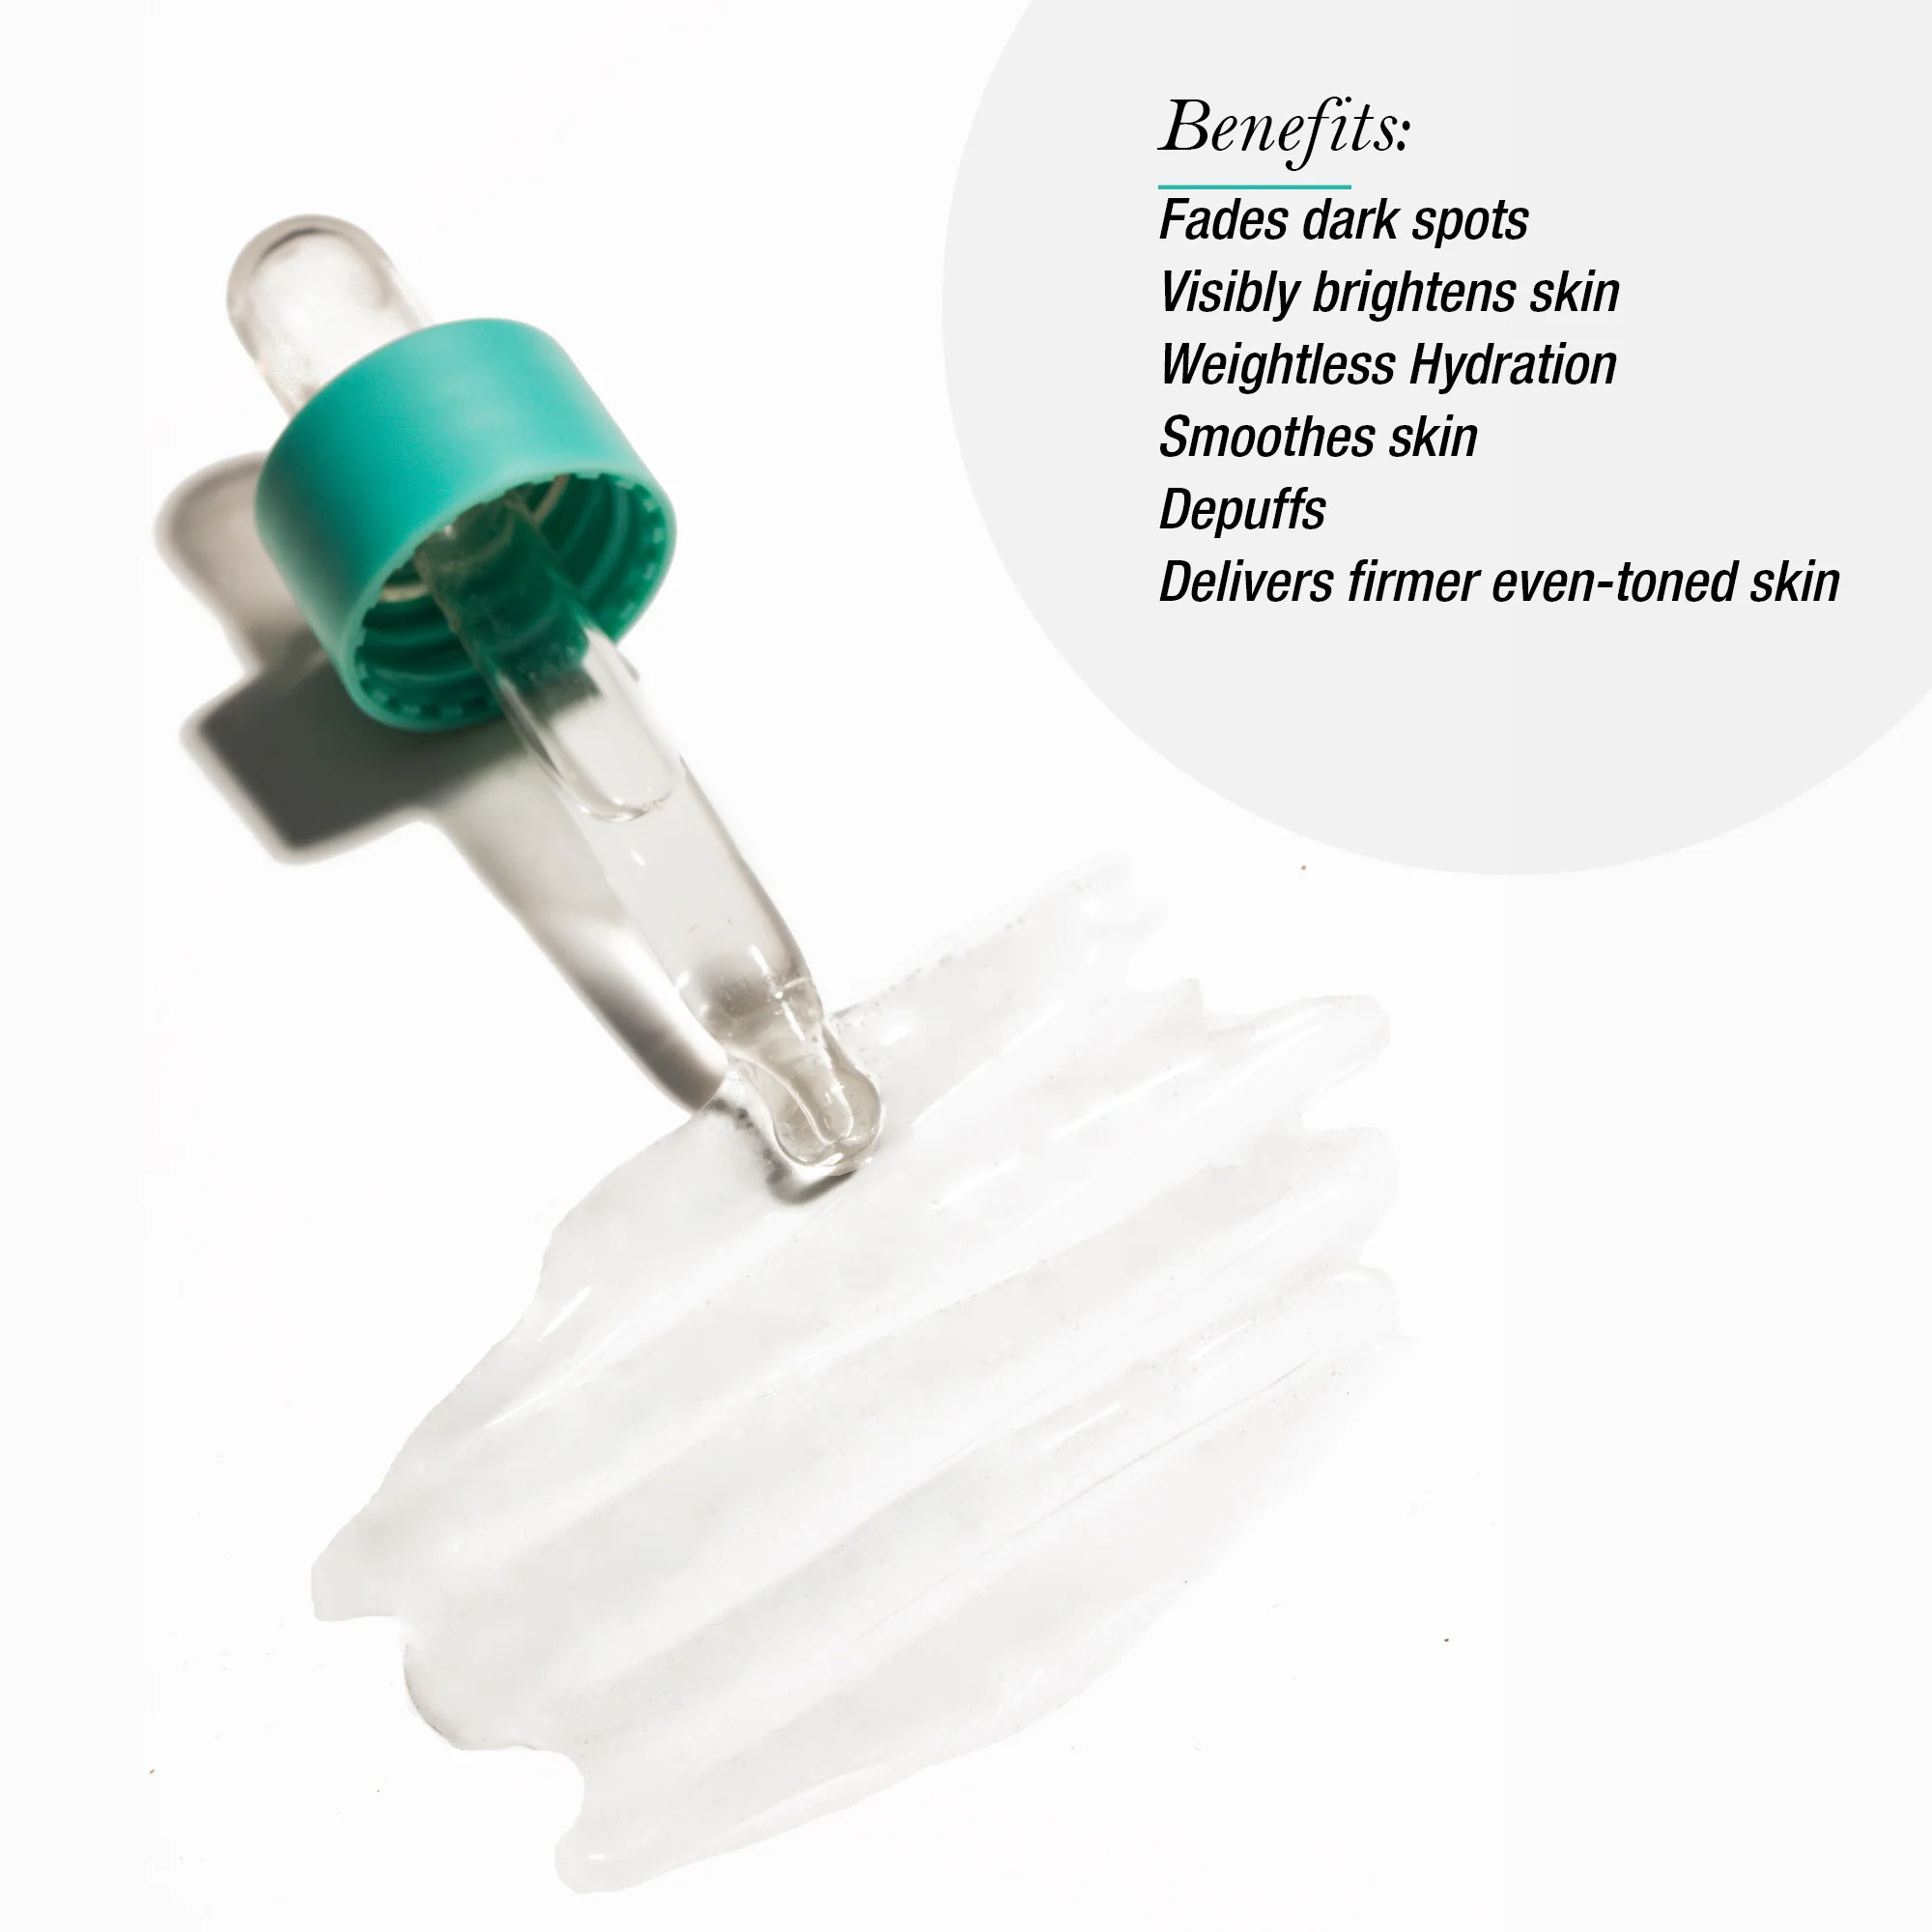 Benefits:
Fades dark spots
Visibly brightens skin
Weightless Hydration
Smoothes skin
Depuffs
Delivers firmer even-toned skin